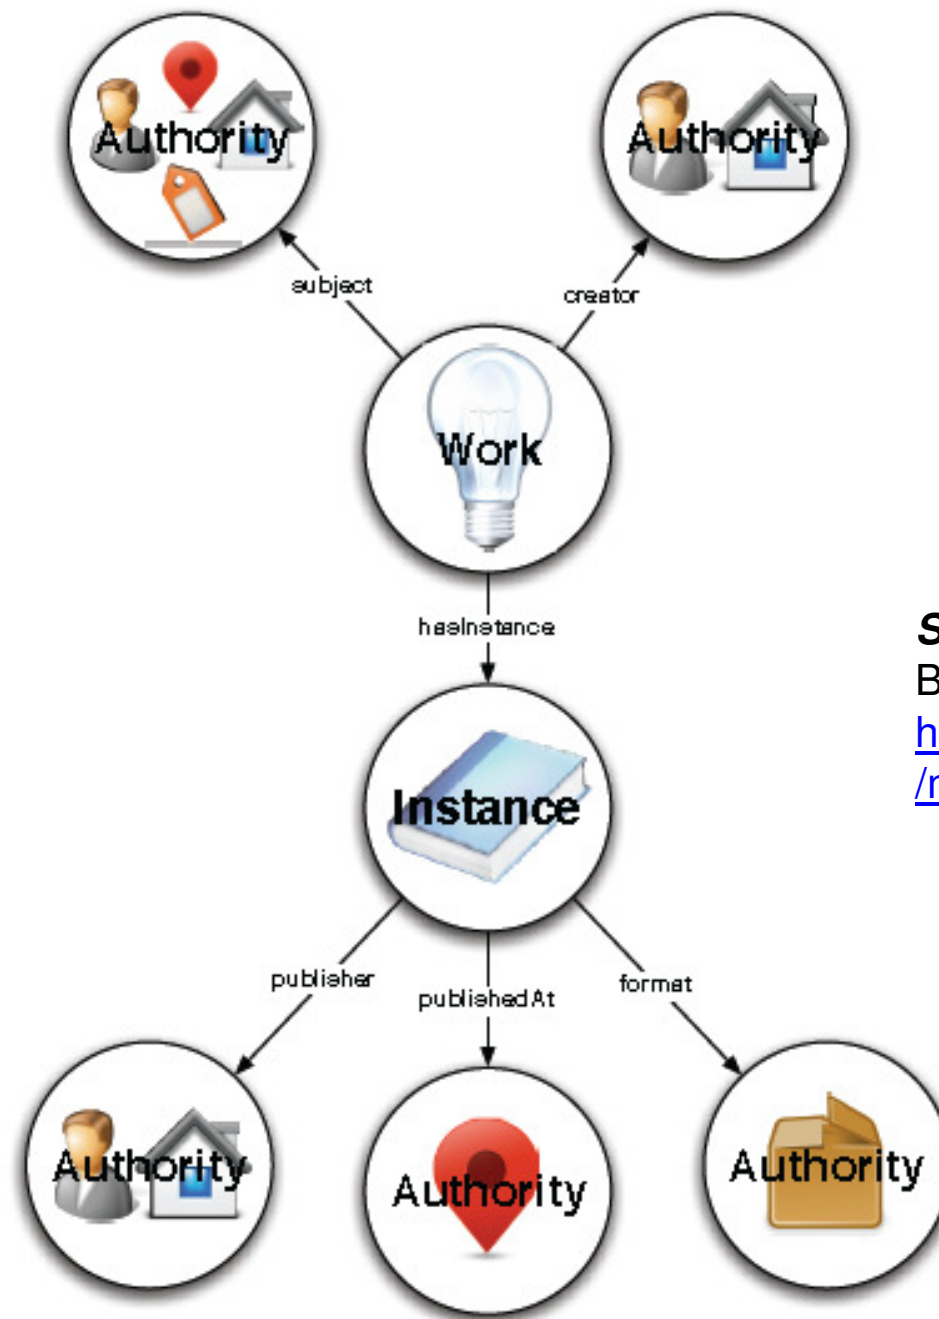 Authority
Authority
subject
creator
Work
hasInstance
S
B
h
/r
Instance
publisher
publishedAt
format
Authority
Authority
Authority